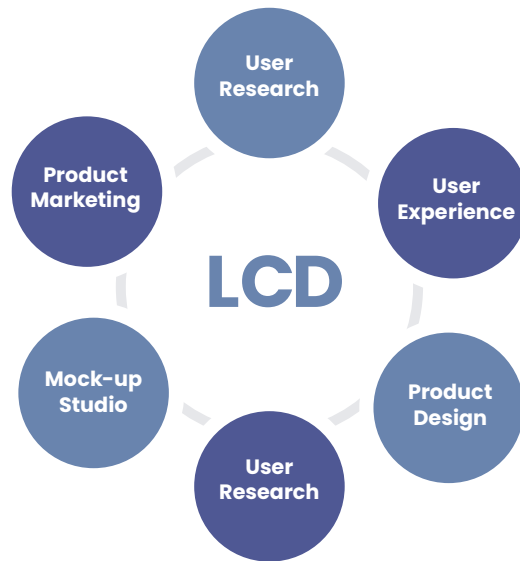 User
Research
User
Experience
Product
Design
User
Research
Mock-up
Studio
Product
Marketing
LCD